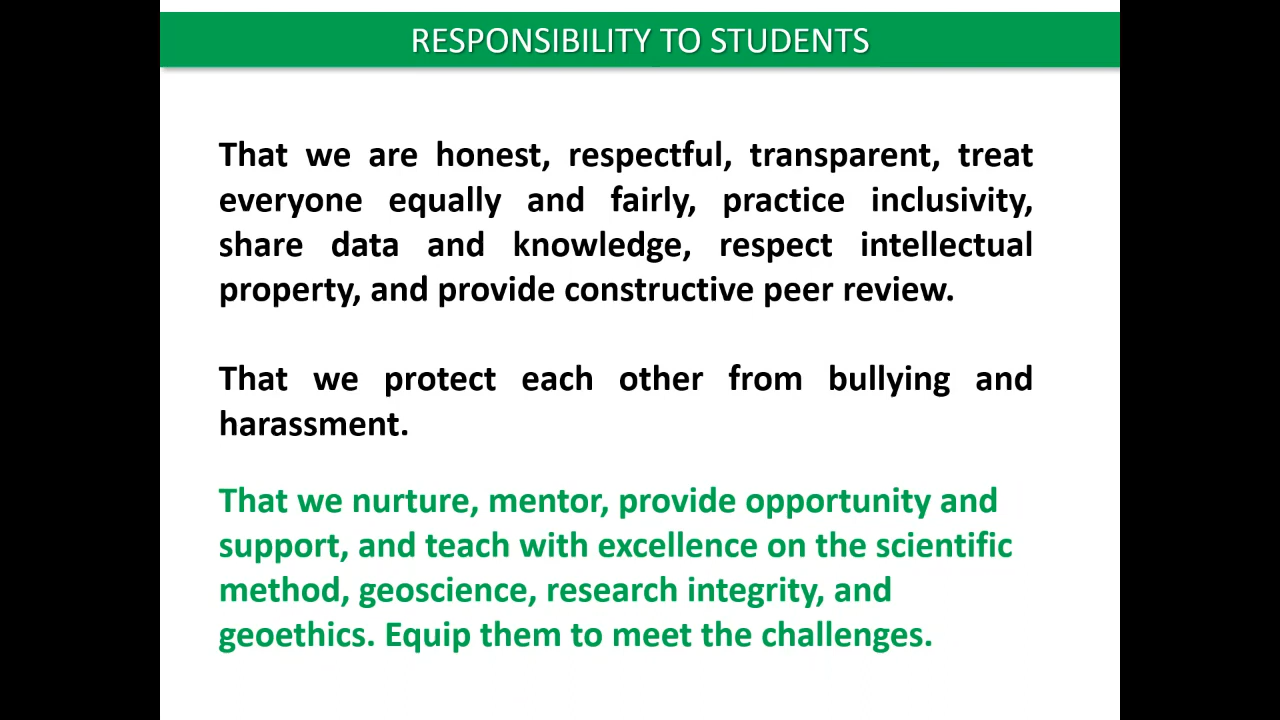 RESPONSIBILITY TO STUDENTS
That we are honest, respectful, transparent, treat
everyone equally and fairly, practice inclusivity,
share data and knowledge, respect intellectual
property, and provide constructive peer review.
That we protect each other from bullying and
harassment.
That we nurture, mentor, provide opportunity and
support, and teach with excellence on the scientific
method, geoscience, research integrity, and
geoethics. Equip them to meet the challenges.